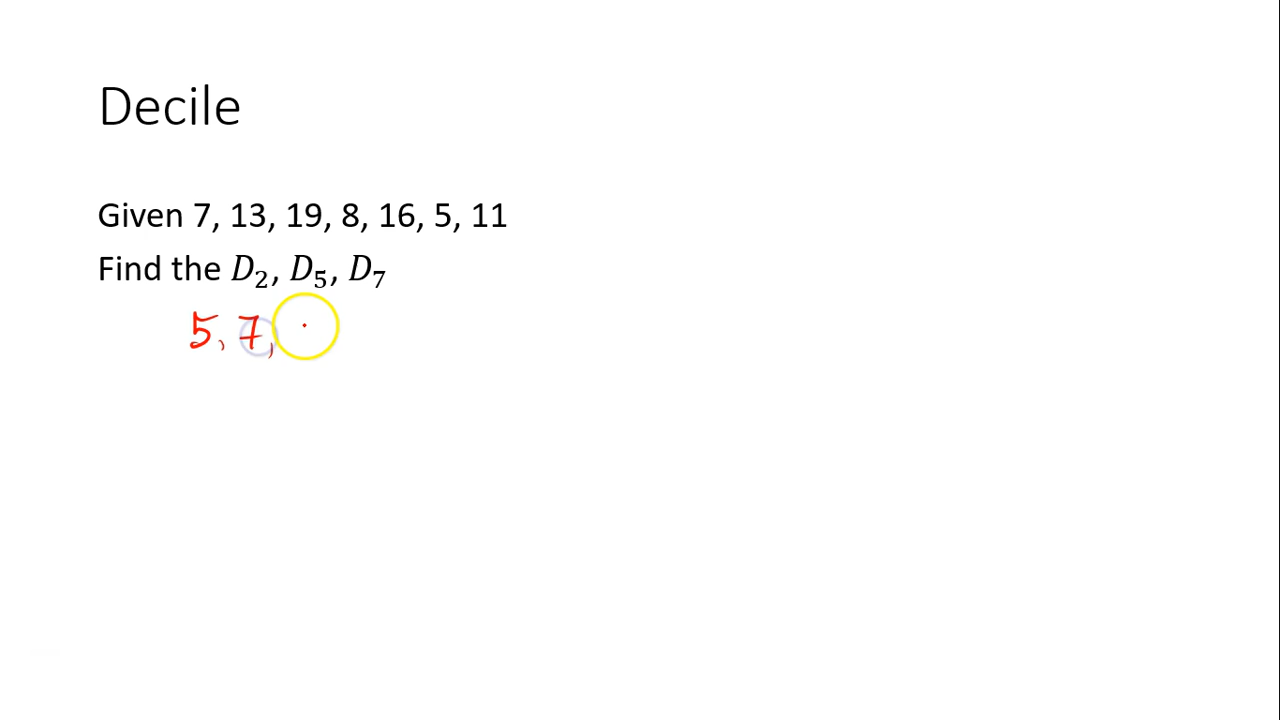 Decile
Given 7, 13, 19, 8, 16, 5, 11
Find the D₂, D₅, D₇
5, 7,